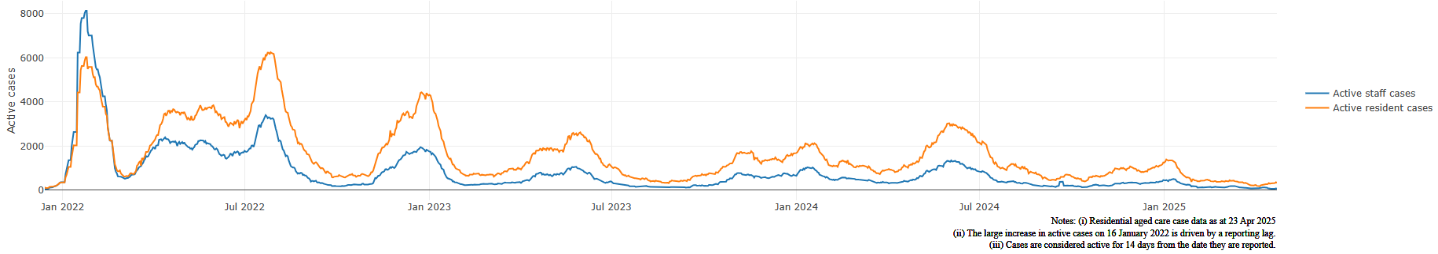 8000
6000
4000
2000
0
Active cases
Jan 2022
Jul 2022
Jan 2023
Jul 2023
Jan 2024
Jul 2024
Jan 2025
Active staff cases
Active resident cases
Notes: (i) Residential aged care case data as at 23 Apr 2025
(ii) The large increase in active cases on 16 January 2022 is driven by a reporting lag.
(iii) Cases are considered active for 14 days from the date they are reported.